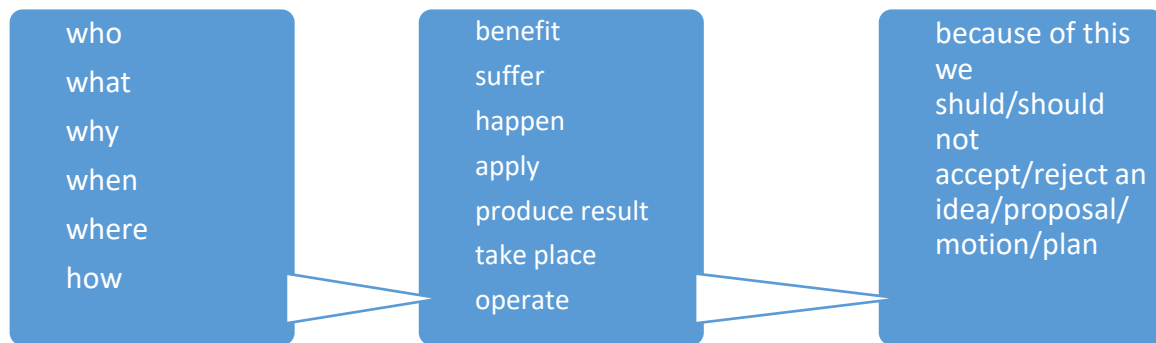 who
what
why
when
where
how
benefit
suffer
happen
apply
produce result
take place
operate
because of this
we
shuld/should
not
accept/reject an
idea/proposal/
motion/plan